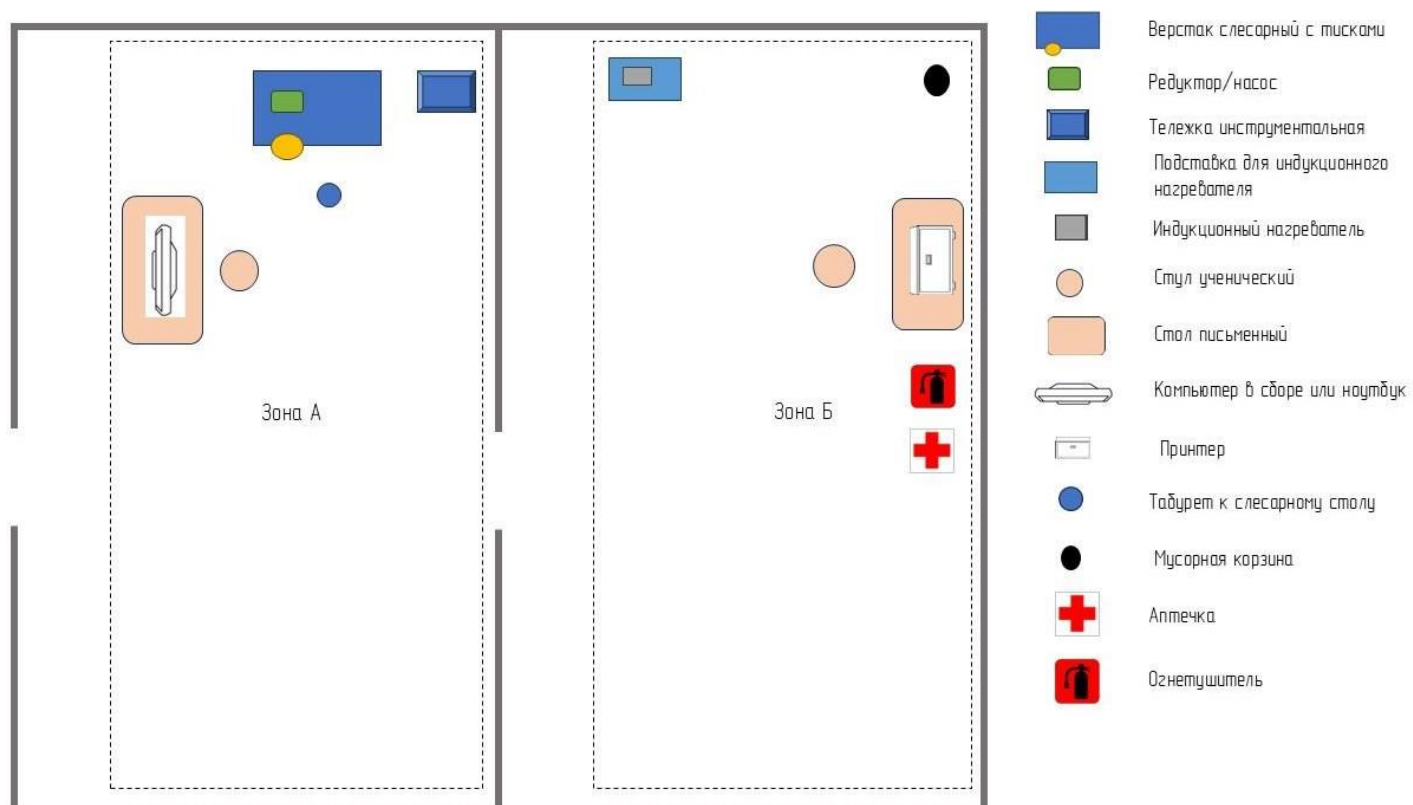 Зона А
Зона Б
Верстак слесарный с тисками
Редуктор/насос
Тележка инструментальная
Подставка для индукционного
нагревателя
Индукционный нагреватель
Стул ученический
Стол письменный
Компьютер в сборе или ноутбук
Принтер
Табурет к слесарному столу
Мусорная корзина
Аптечка
Огнетушитель